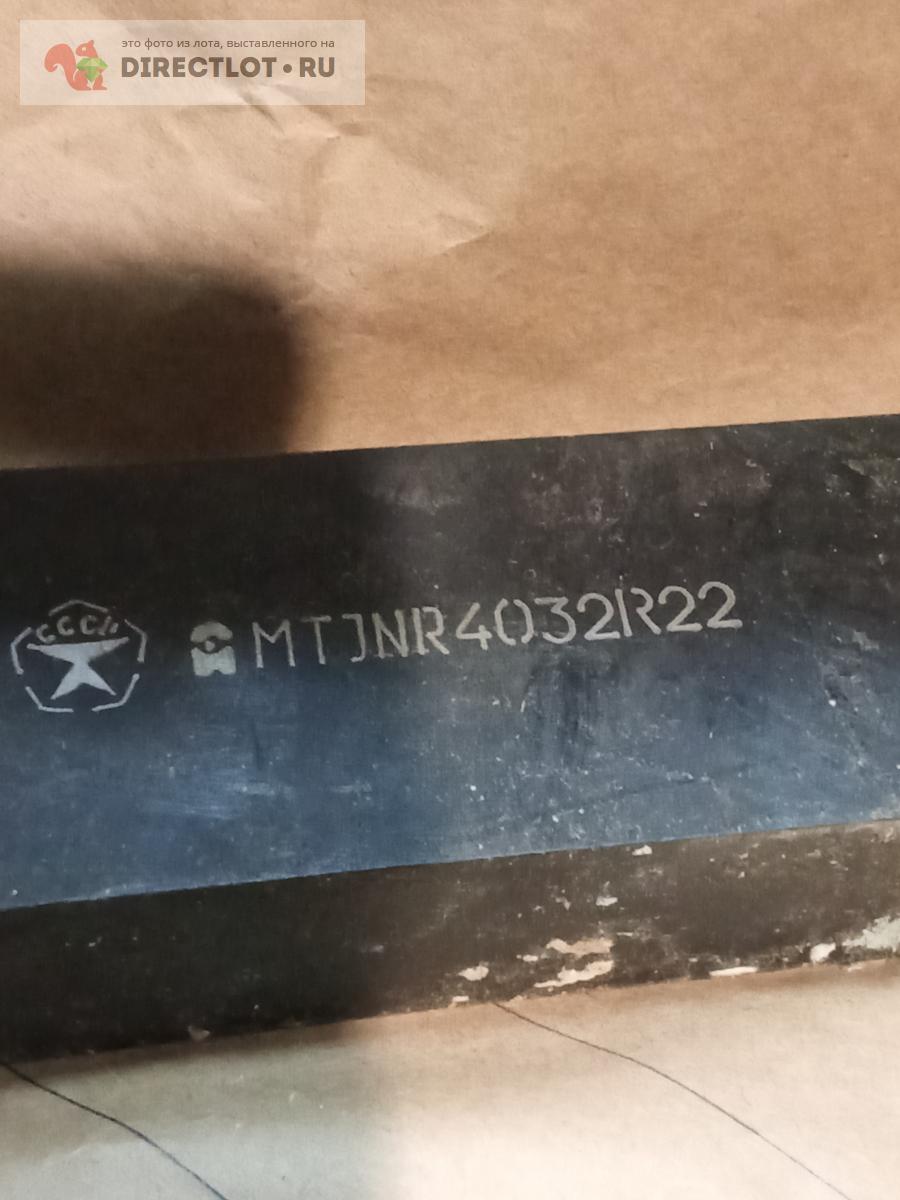 это фото из лота, выставленного на
DIRECTLOT•RU
СССР
MTJNR4032R22